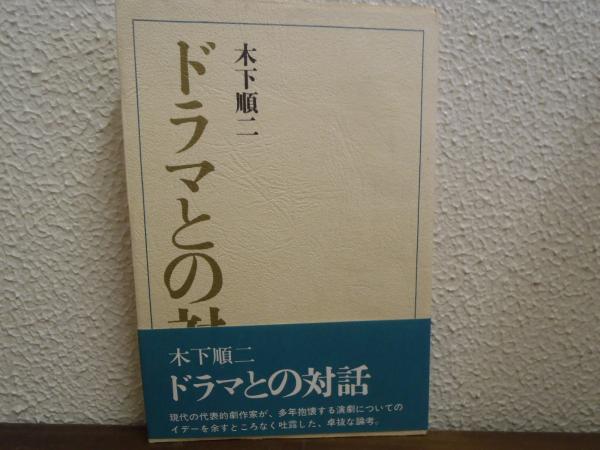 木下順二
ドラマとの対
木下順二
ドラマとの対話
現代の代表的劇作家が、多年抱懐する演劇についての
イデーを余すところなく吐露した、卓抜な論考。